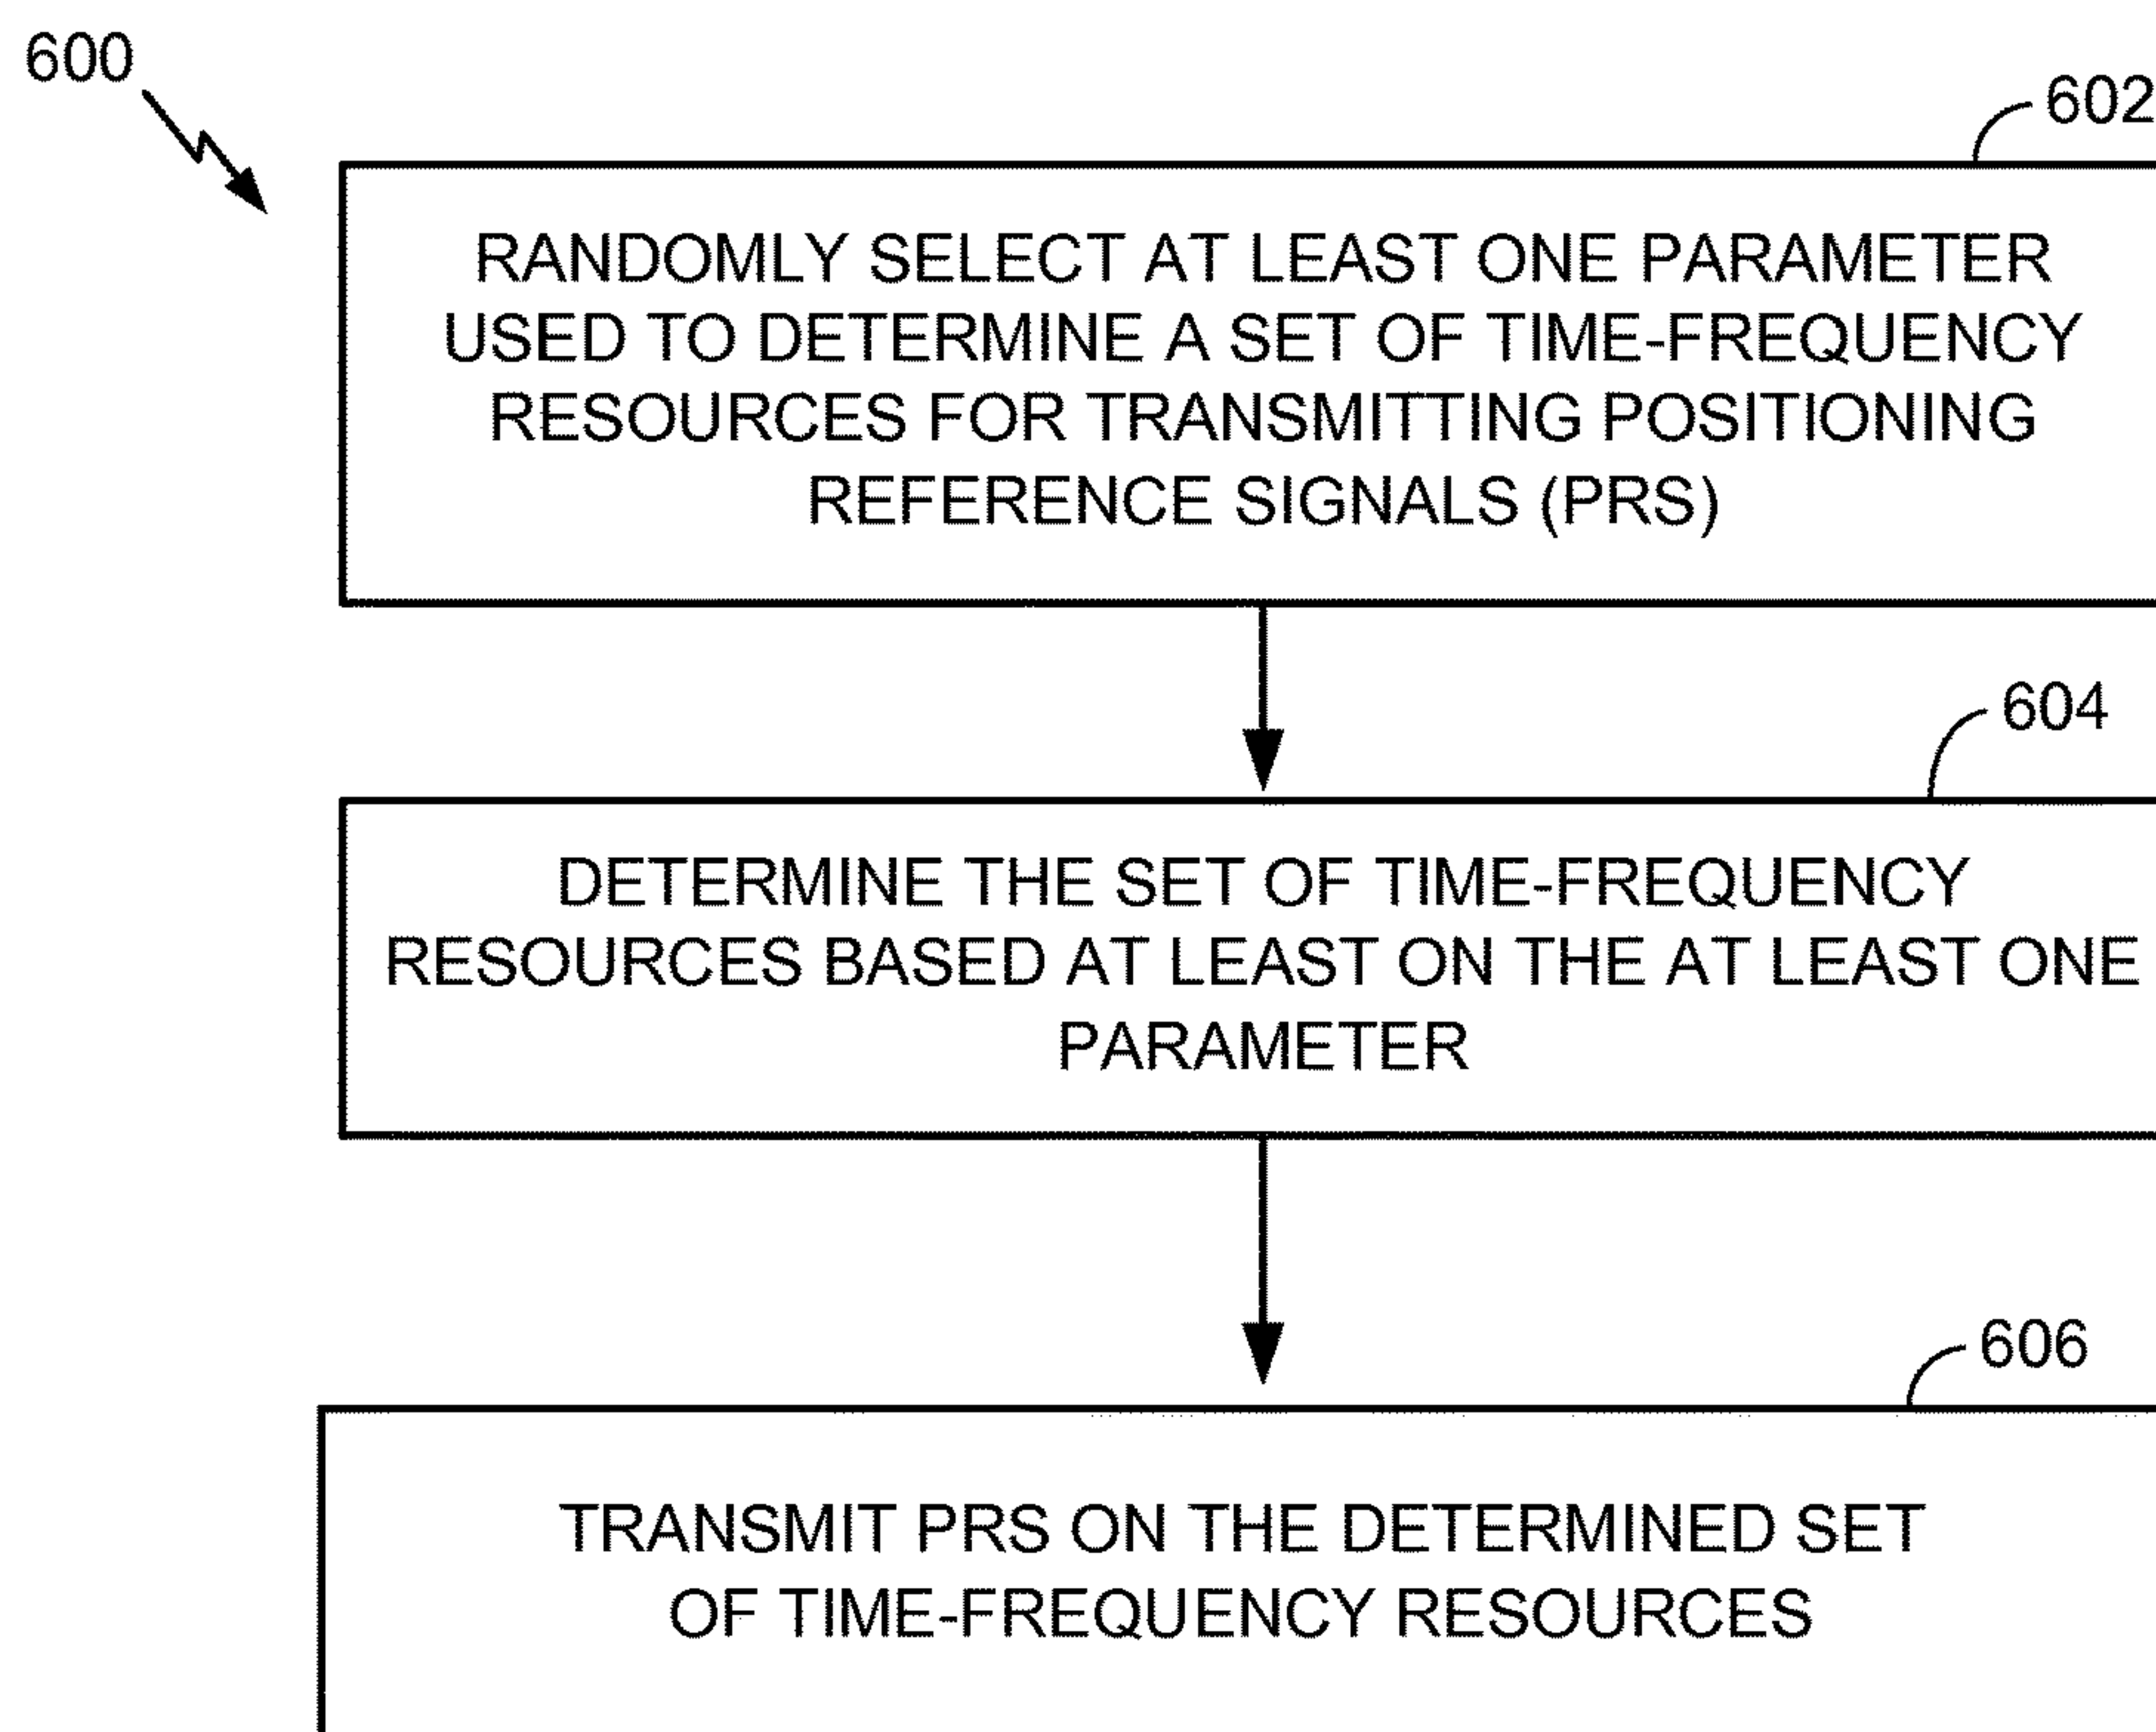 600
602
RANDOMLY SELECT AT LEAST ONE PARAMETER
USED TO DETERMINE A SET OF TIME-FREQUENCY
RESOURCES FOR TRANSMITTING POSITIONING
REFERENCE SIGNALS (PRS)
604
DETERMINE THE SET OF TIME-FREQUENCY
RESOURCES BASED AT LEAST ON THE AT LEAST ONE
PARAMETER
606
TRANSMIT PRS ON THE DETERMINED SET
OF TIME-FREQUENCY RESOURCES